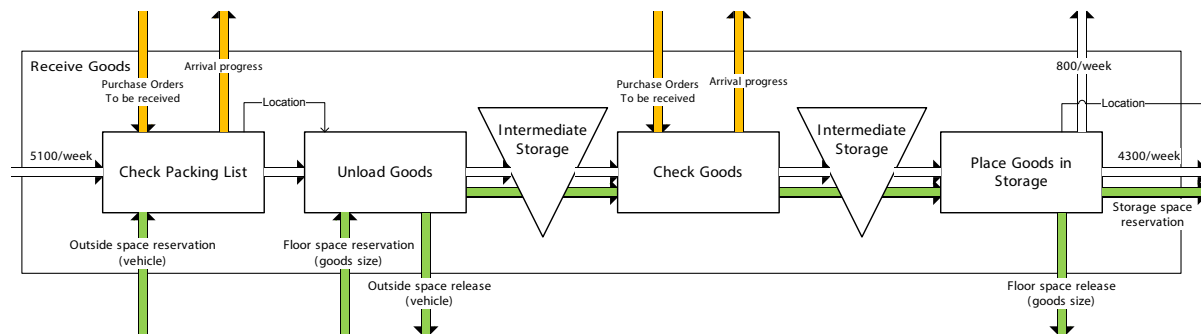 Receive Goods
Purchase Orders
To be received
Arrival progress
Location
5100/week
Check Packing List
Unload Goods
Intermediate
Storage
Purchase Orders
To be received
Arrival progress
Check Goods
Intermediate
Storage
800/week
Location
Place Goods in
Storage
4300/week
Storage space
reservation
Outside space reservation
(vehicle)
Floor space reservation
(goods size)
Outside space release
(vehicle)
Floor space release
(goods size)